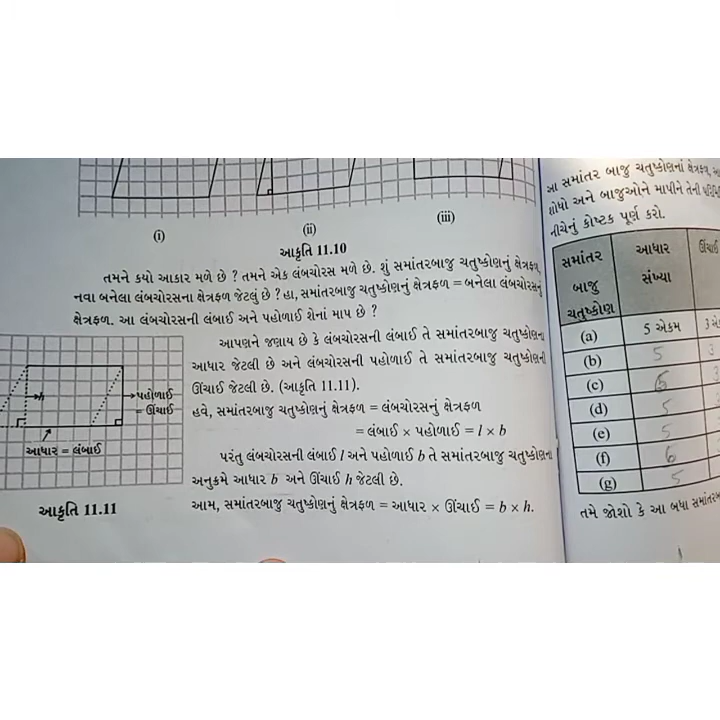 (i)
(ii)
(iii)
આકૃતિ 11.10
તમને કયો આકાર મળે છે ? તમને એક લંબચોરસ મળે છે. શું સમાંતરબાજુ ચતુષ્કોણનું ક્ષેત્રફળ,
નવા બનેલા લંબચોરસના ક્ષેત્રફળ જેટલું છે ? હા, સમાંતરબાજુ ચતુષ્કોણનું ક્ષેત્રફળ = બનેલા લંબચોરસનું
ક્ષેત્રફળ. આ લંબચોરસની લંબાઈ અને પહોળાઈ શેનાં માપ છે ?
આપણને જણાય છે કે લંબચોરસની લંબાઈ તે સમાંતરબાજુ ચતુષ્કોણના
આધાર જેટલી છે અને લંબચોરસની પહોળાઈ તે સમાંતરબાજુ ચતુષ્કોણની
ઊંચાઈ જેટલી છે. (આકૃતિ 11.11).
હવે, સમાંતરબાજુ ચતુષ્કોણનું ક્ષેત્રફળ = લંબચોરસનું ક્ષેત્રફળ
= લંબાઈ × પહોળાઈ = l × b
પરંતુ લંબચોરસની લંબાઈ l અને પહોળાઈ b તે સમાંતરબાજુ ચતુષ્કોણના
અનુક્રમે આધાર b અને ઊંચાઈ h જેટલી છે.
આમ, સમાંતરબાજુ ચતુષ્કોણનું ક્ષેત્રફળ = આધાર × ઊંચાઈ = b × h.
h
પહોળાઈ
= ઊંચાઈ
આધાર = લંબાઈ
આકૃતિ 11.11
આ સમાંતર બાજુ ચતુષ્કોણનાં ક્ષેત્રફળ,
શોધો અને બાજુઓને માપીને તેની
નીચેનું કોષ્ટક પૂર્ણ કરો.
સમાંતર બાજુ ચતુષ્કોણ આધાર સંખ્યા ઊંચાઈ
(a) 5 એકમ 3
(b) 5 3
(c) 6
(d) 5
(e) 5
(f) 6
(g) 5
તમે જોશો કે આ બધા